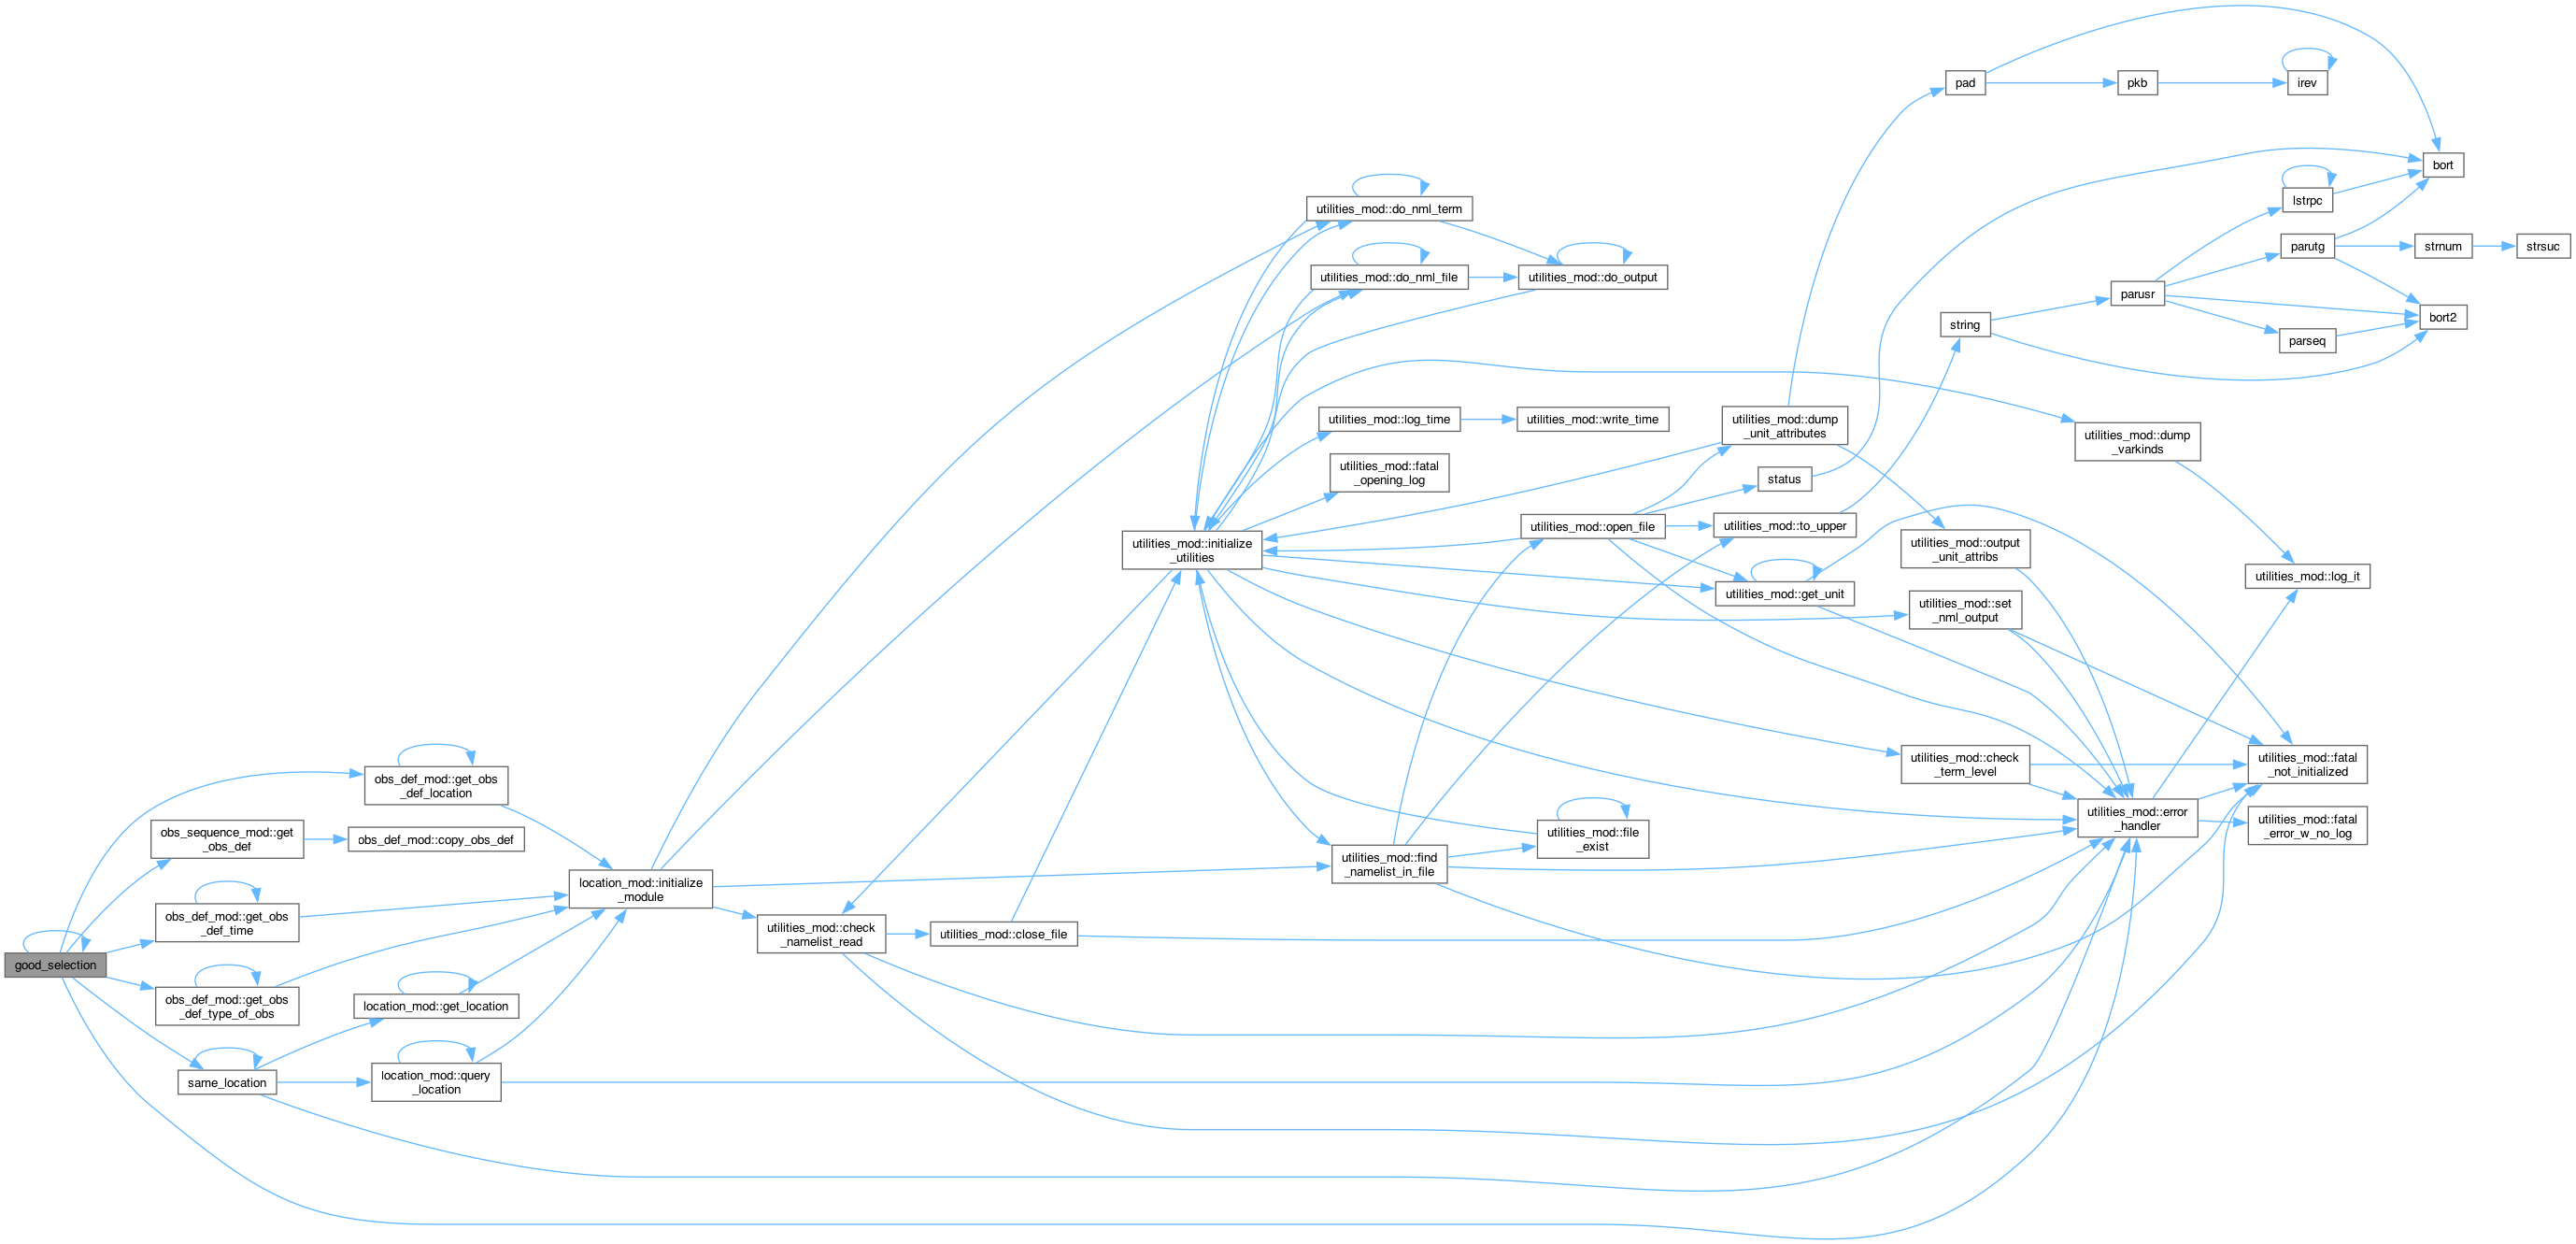 good_selection
obs_def_mod::get_obs
_def_location
obs_sequence_mod::get
_obs_def
obs_def_mod::copy_obs_def
obs_def_mod::get_obs
_def_time
obs_def_mod::get_obs
_def_type_of_obs
same_location
location_mod::get_location
location_mod::query
_location
location_mod::initialize
_module
utilities_mod::check
_namelist_read
utilities_mod::close_file
utilities_mod::initialize
_utilities
utilities_mod::do_nml_term
utilities_mod::do_nml_file
utilities_mod::do_output
utilities_mod::log_time
utilities_mod::write_time
utilities_mod::fatal
_opening_log
utilities_mod::find
_namelist_in_file
utilities_mod::open_file
utilities_mod::file
_exist
utilities_mod::dump
_unit_attributes
status
utilities_mod::to_upper
utilities_mod::get_unit
utilities_mod::output
_unit_attribs
utilities_mod::set
_nml_output
utilities_mod::check
_term_level
utilities_mod::error
_handler
utilities_mod::dump
_varkinds
utilities_mod::log_it
utilities_mod::fatal
_not_initialized
utilities_mod::fatal
_error_w_no_log
pad
pkb
irev
bort
lstrpc
parutg
strnum
strsuc
string
parusr
parseq
bort2